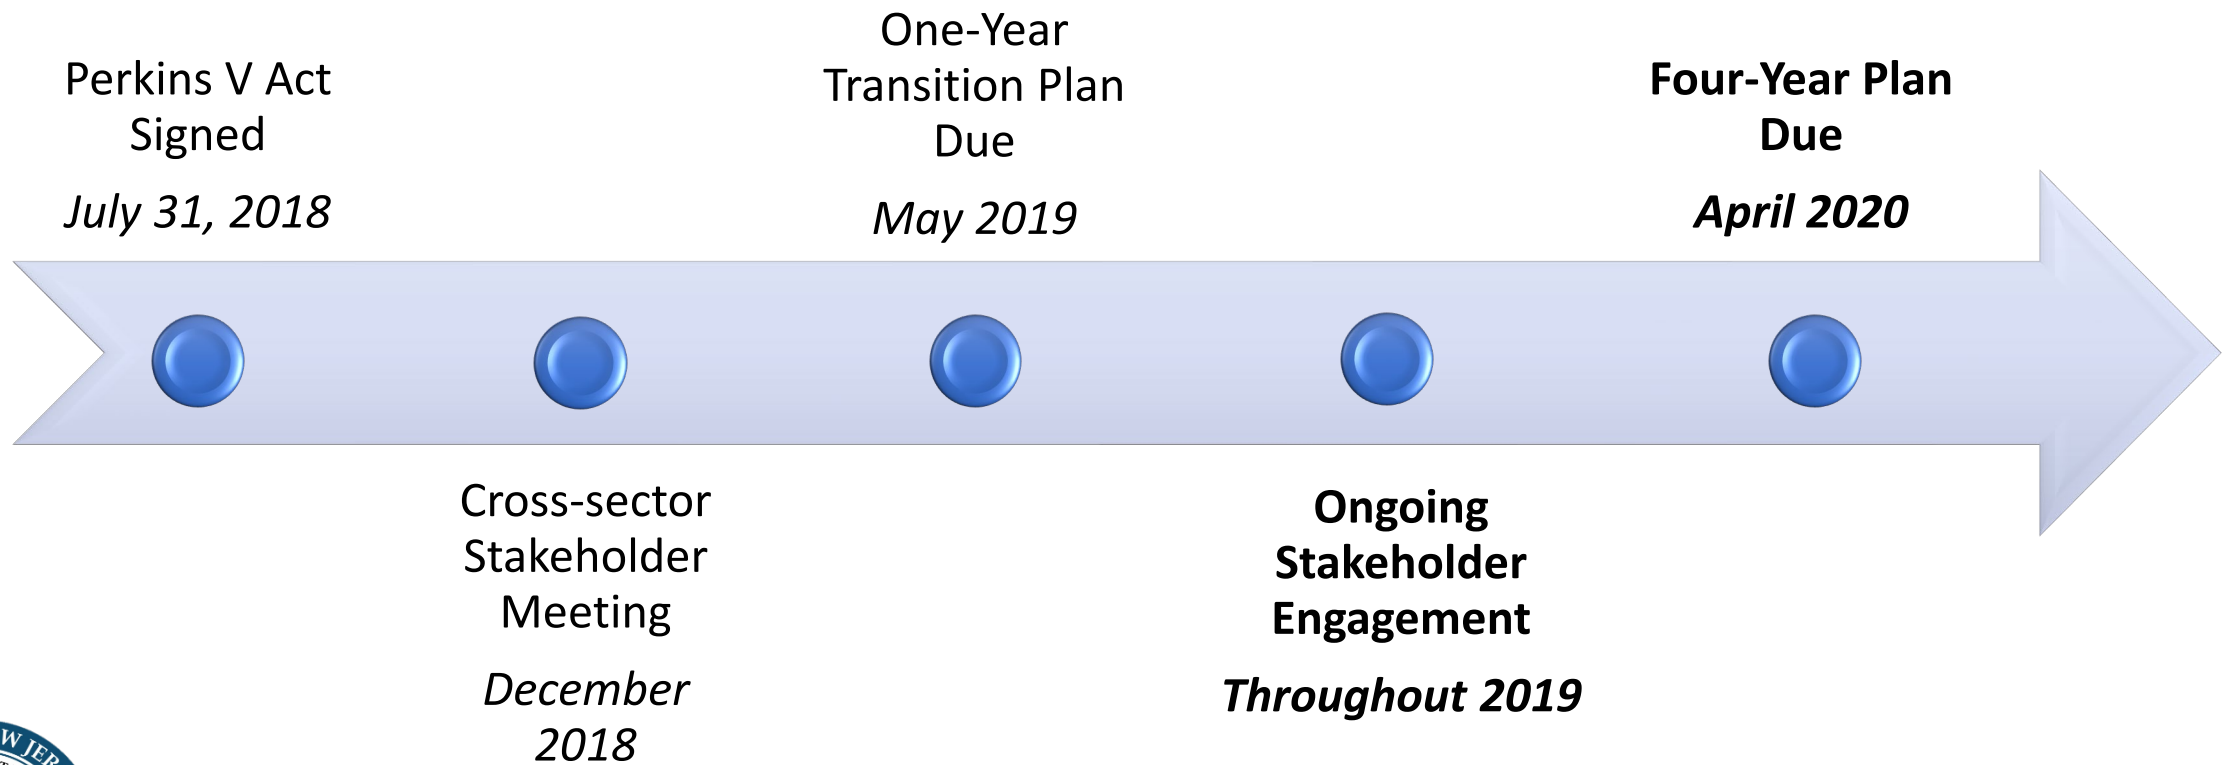 Perkins V Act
Signed
July 31, 2018
Cross-sector
Stakeholder
Meeting
December
2018
One-Year
Transition Plan
Due
May 2019
Ongoing
Stakeholder
Engagement
Throughout 2019
Four-Year Plan
Due
April 2020